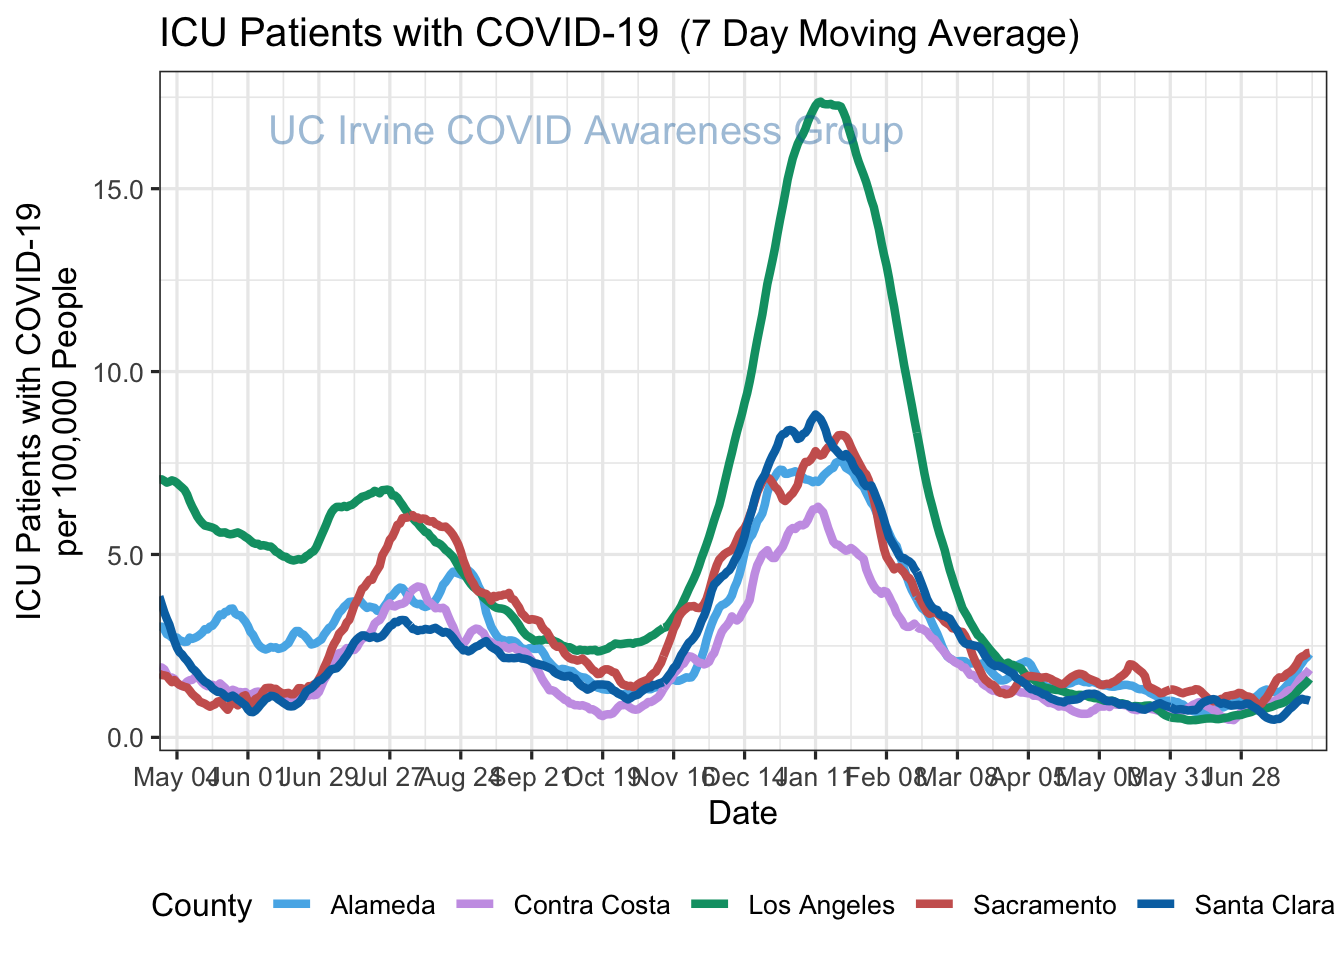 ICU Patients with COVID-19 (7 Day Moving Average)
UC Irvine COVID Awareness Group
ICU Patients with COVID-19
per 100,000 People
15.0
10.0
5.0
0.0
May 04 Jun 01 Jun 29 Jul 27 Aug 24 Sep 21 Oct 19 Nov 16 Dec 14 Jan 11 Feb 08 Mar 08 Apr 05 May 03 May 31 Jun 28
Date
County Alameda Contra Costa Los Angeles Sacramento Santa Clara